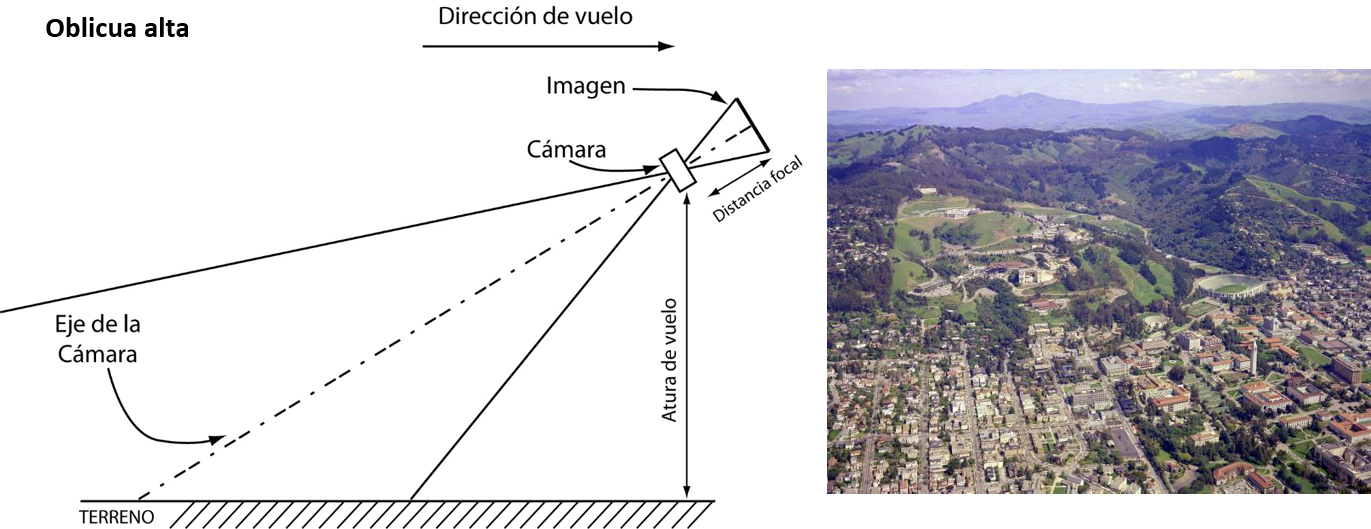 Oblicua alta
Dirección de vuelo
Imagen
Cámara
Distancia focal
Eje de la
Cámara
Atura de vuelo
TERRENO